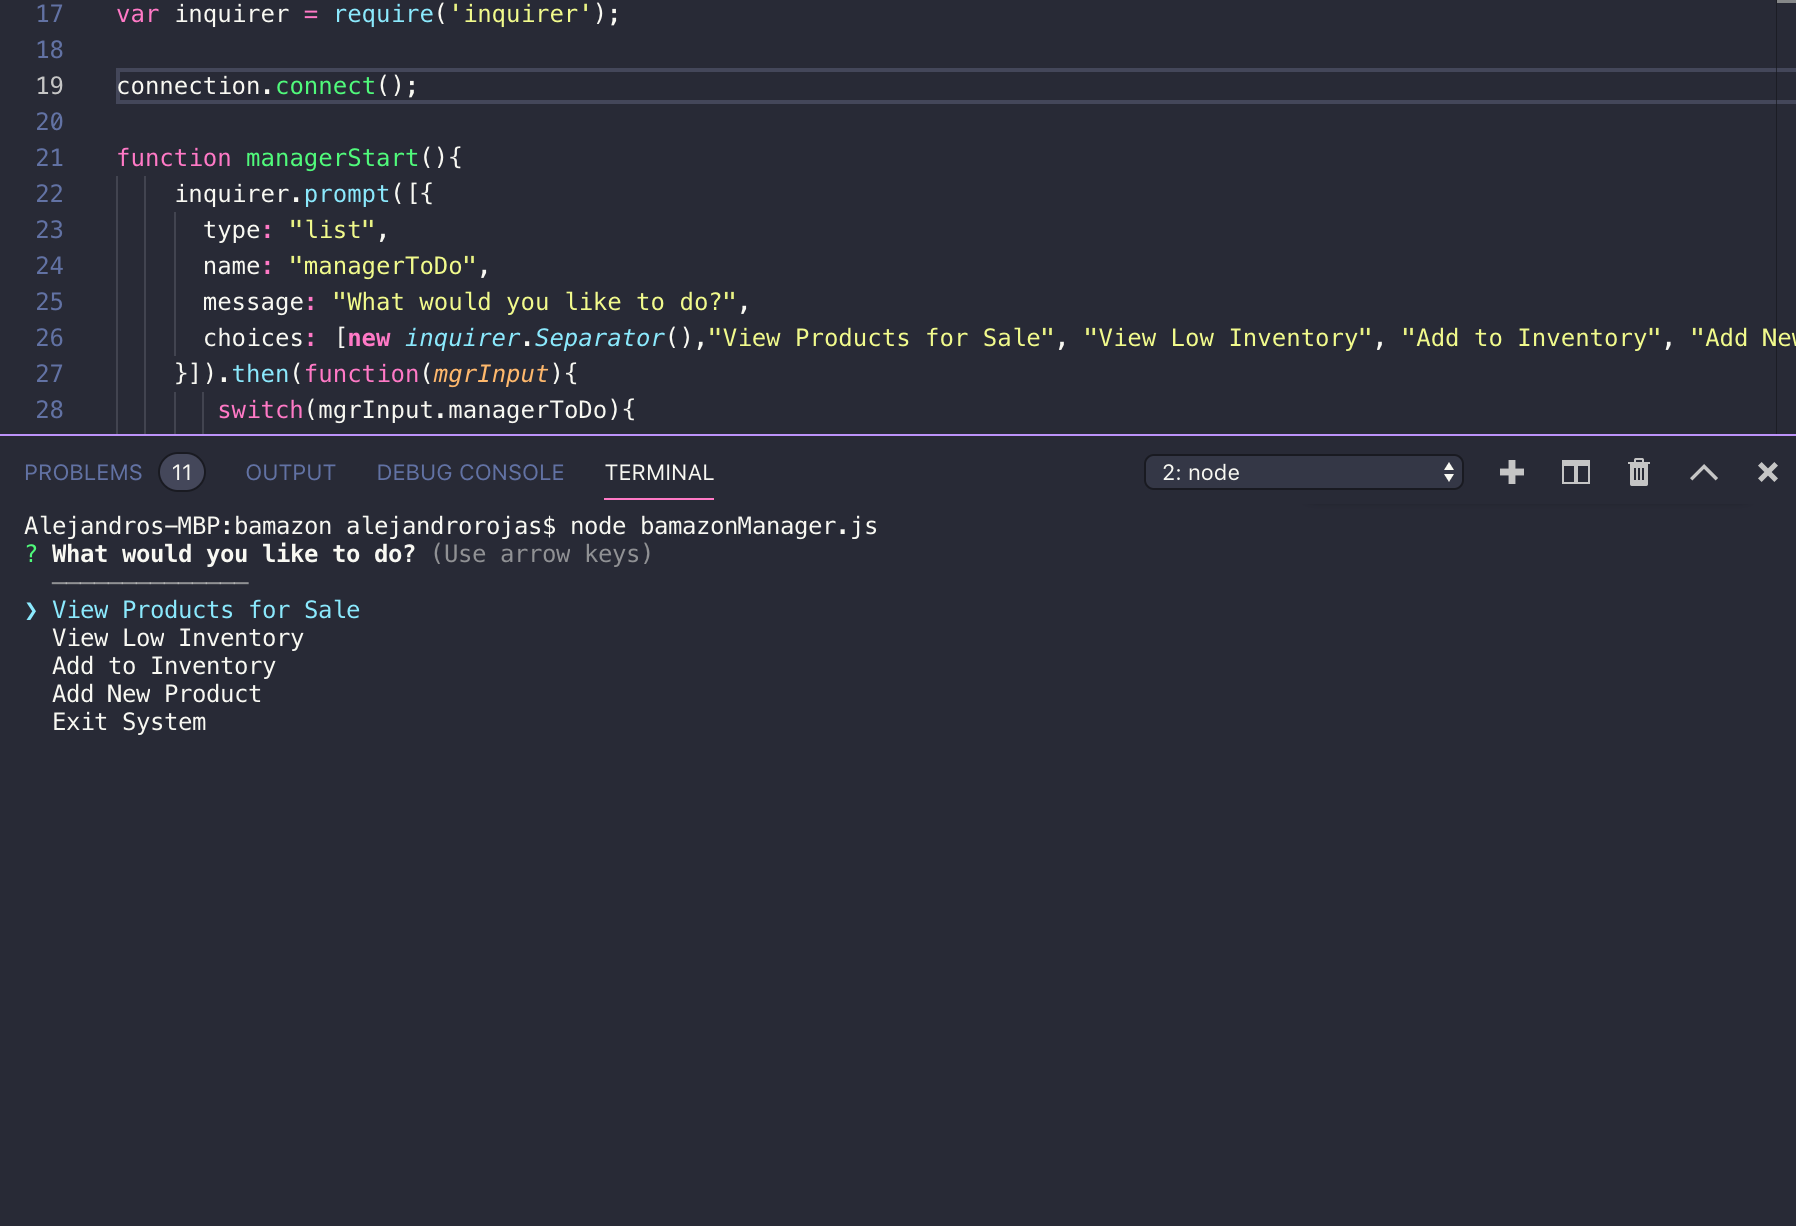 17 var inquirer = require('inquirer');
18
19 connection.connect();
20
21 function managerStart(){
22 inquirer.prompt([{
23 type: "list",
24 name: "managerToDo",
25 message: "What would you like to do?",
26 choices: [new inquirer.Separator(),"View Products for Sale", "View Low Inventory", "Add to Inventory", "Add New
27 }]).then(function(mgrInput){
28 switch(mgrInput.managerToDo){
PROBLEMS 11 OUTPUT DEBUG CONSOLE TERMINAL 2: node
Alejandros-MBP:bamazon alejandrorojas$ node bamazonManager.js
? What would you like to do? (Use arrow keys)
──────────────
❯ View Products for Sale
View Low Inventory
Add to Inventory
Add New Product
Exit System